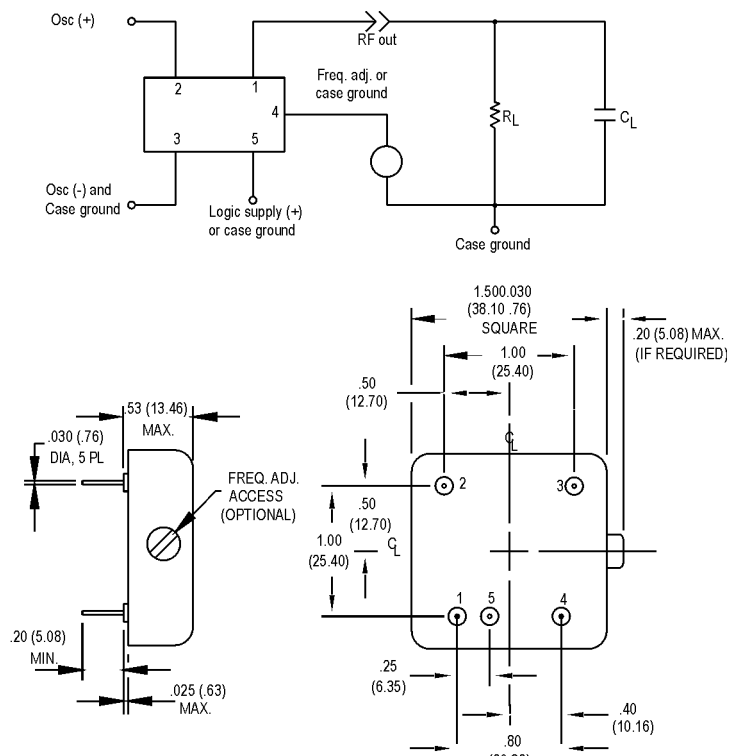 Osc (+)
RF out
2
1
Freq. adj. or
case ground
4
3
5
RL
CL
Osc (-) and
Case ground
Logic supply (+)
or case ground
Case ground
1.500.030
(38.10 .76)
SQUARE
.20 (5.08) MAX.
(IF REQUIRED)
1.00
(25.40)
.50
(12.70)
.53 (13.46)
MAX.
.030 (.76)
DIA, 5 PL
CL
FREQ. ADJ.
ACCESS
(OPTIONAL)
2
3
.50
(12.70)
1.00
(25.40)
CL
1
5
4
.20 (5.08)
MIN.
.025 (.63)
MAX.
.25
(6.35)
.40
(10.16)
.80